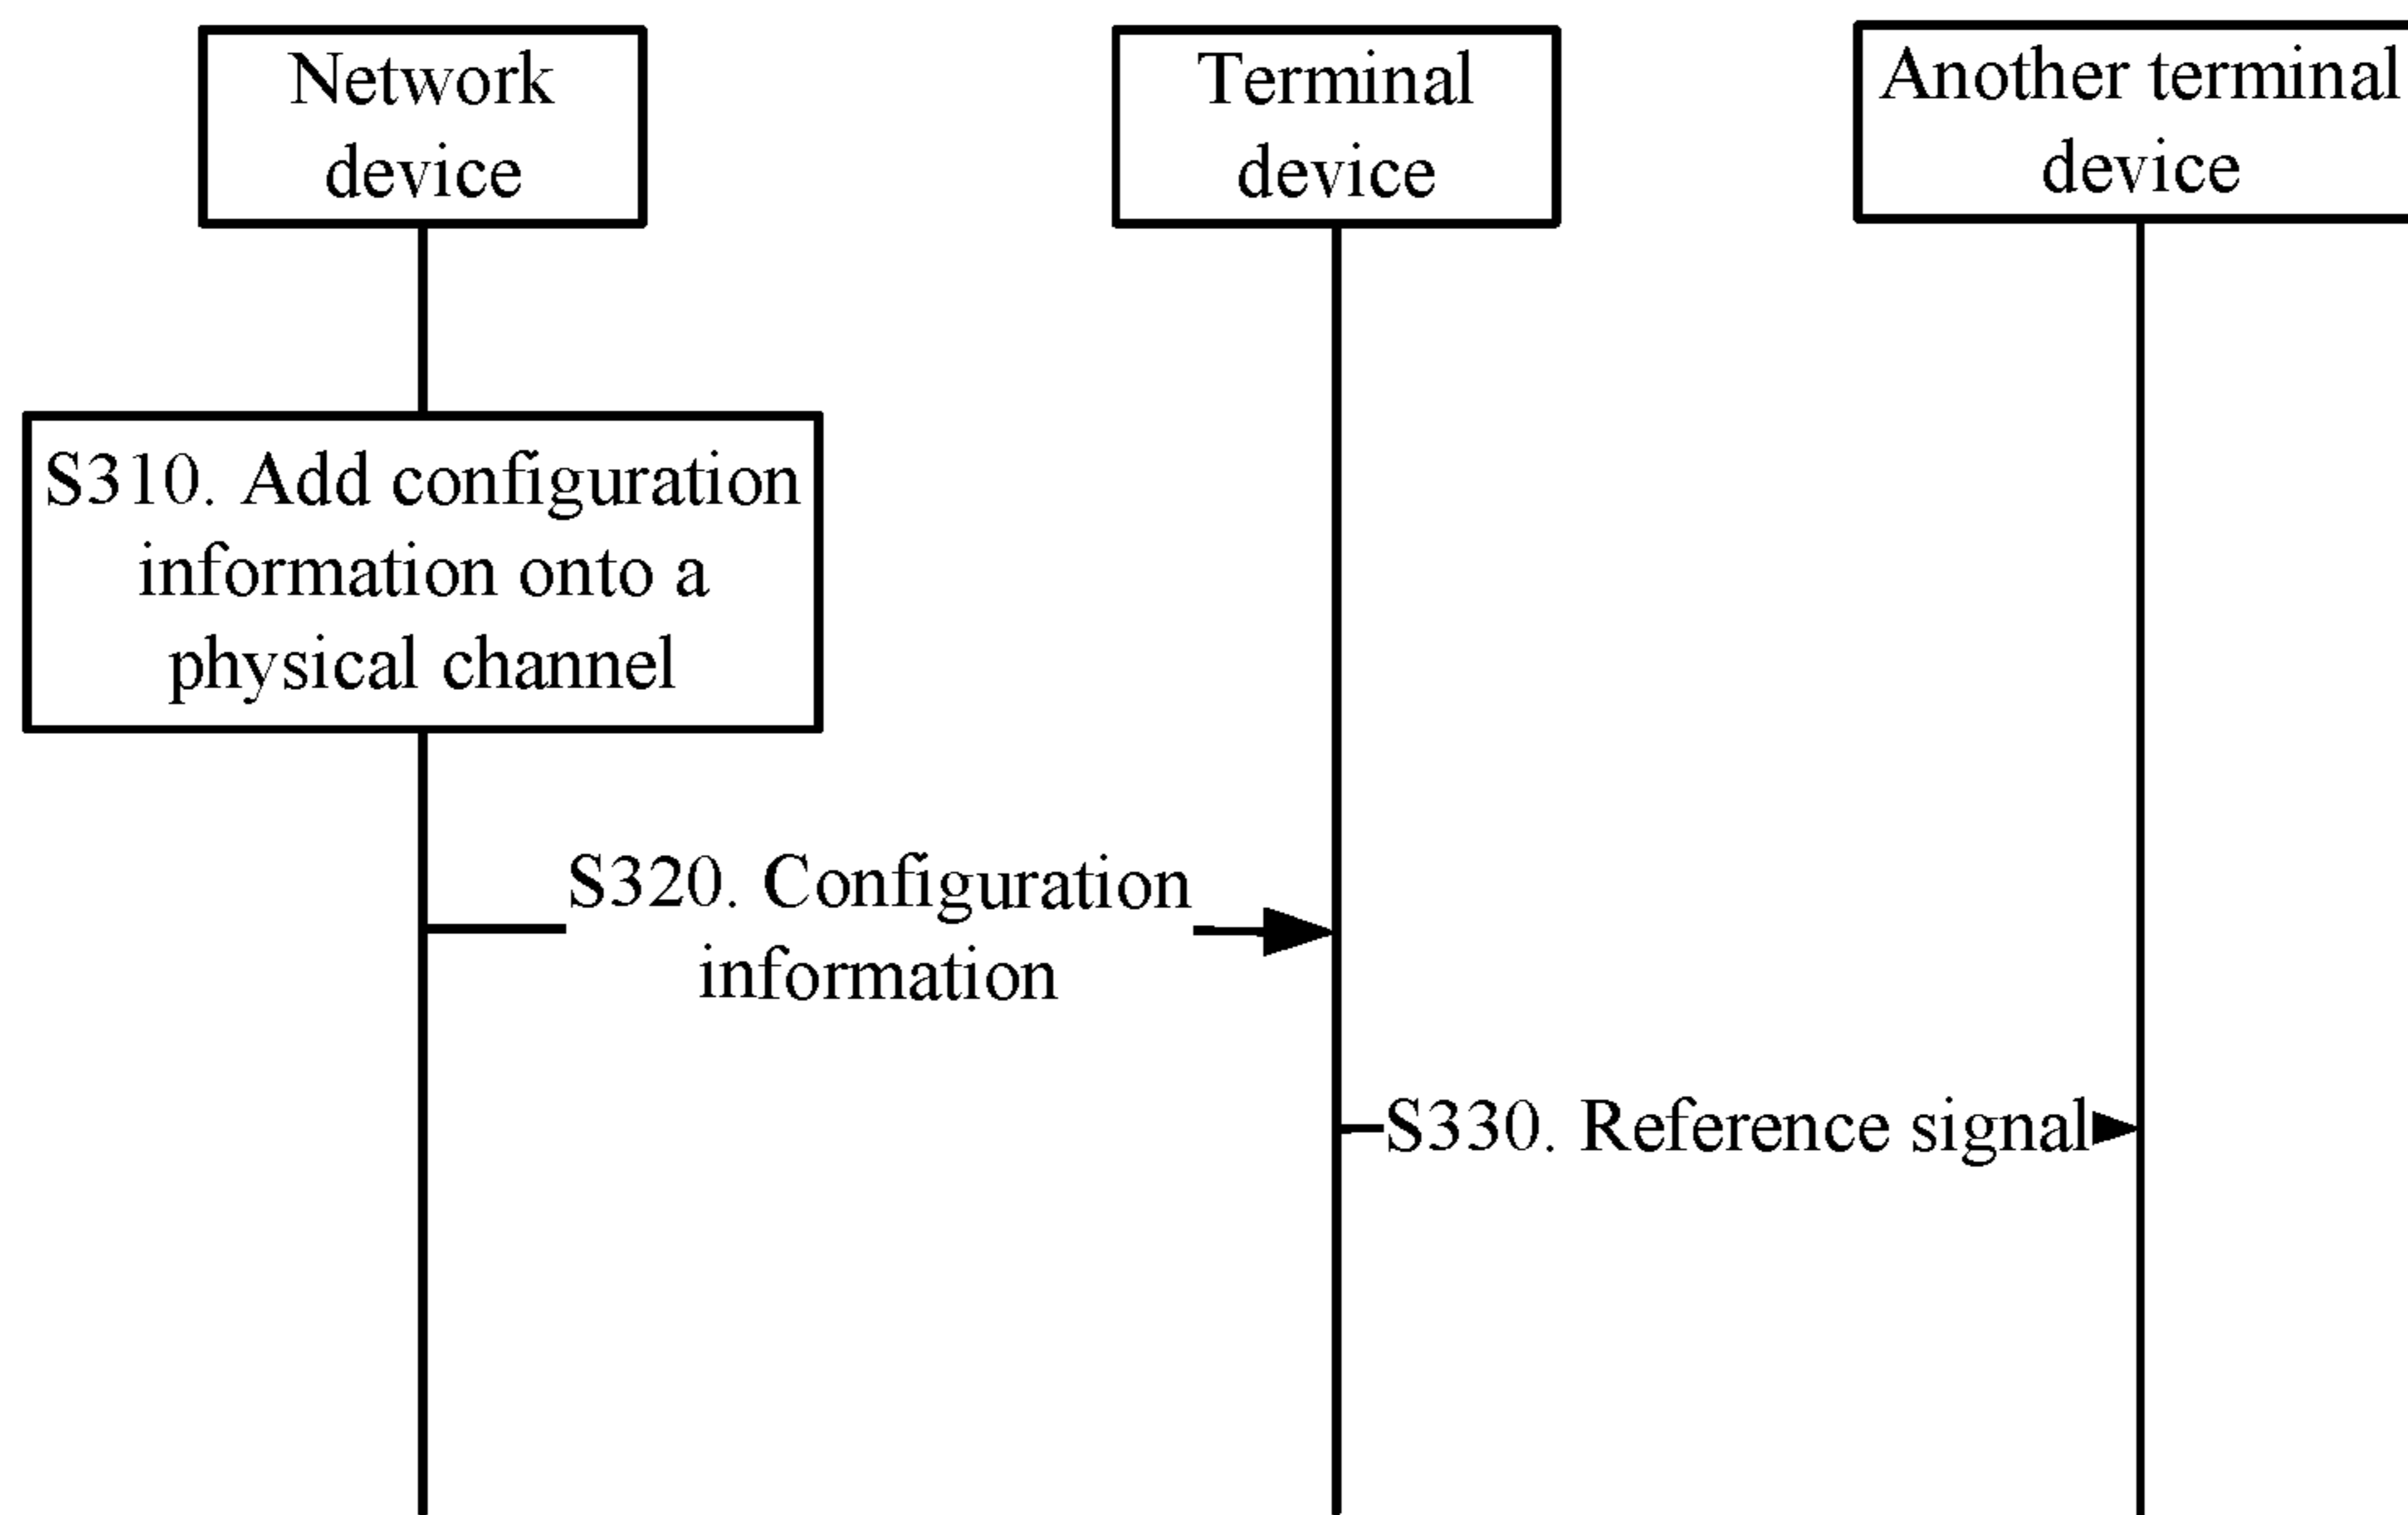 Network
device
Terminal
device
Another terminal
device
S310. Add configuration
information onto a
physical channel
S320. Configuration
information
S330. Reference signal